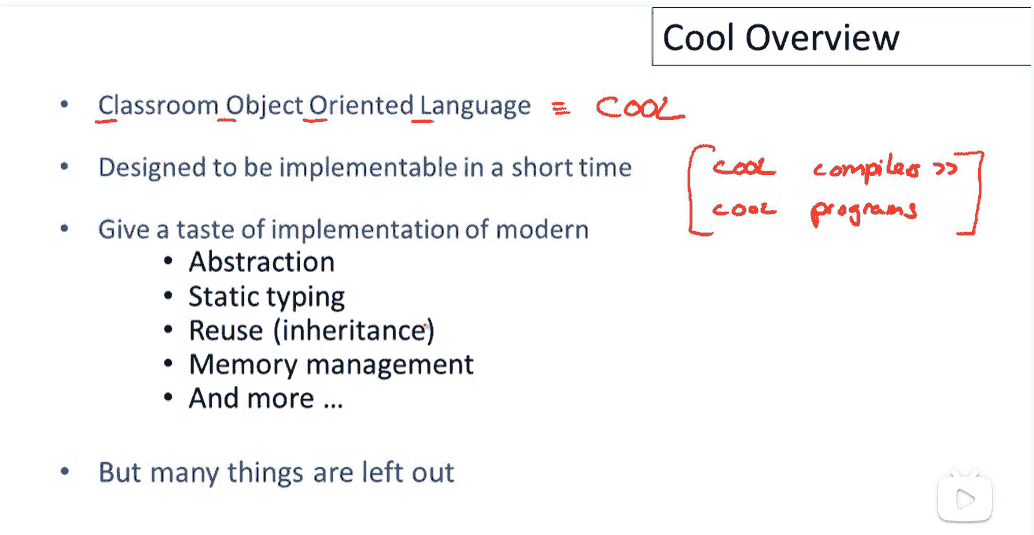 Cool Overview
• Classroom Object Oriented Language ≡ COOL
• Designed to be implementable in a short time
[COOL compilers >>
COOL programs]
• Give a taste of implementation of modern
• Abstraction
• Static typing
• Reuse (inheritance)
• Memory management
• And more ...
• But many things are left out